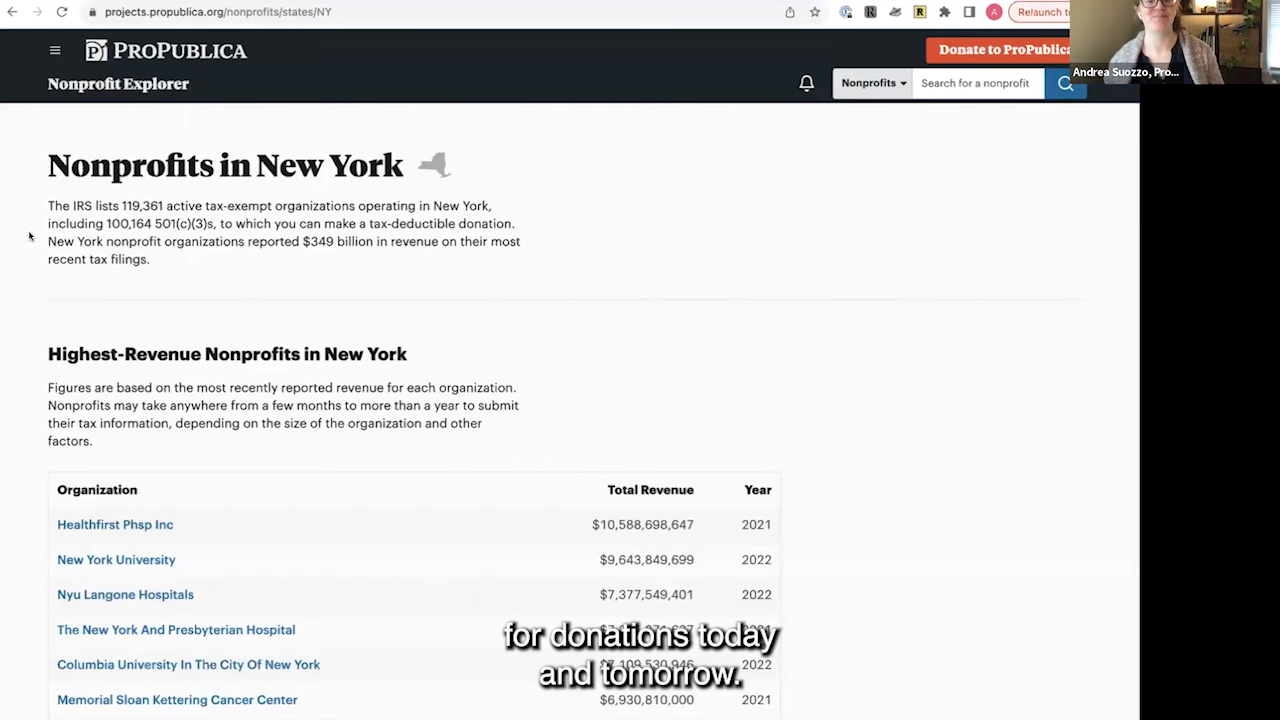 projects.propublica.org/nonprofits/states/NY
A
Relaunch to
PROPUBLICA
Donate to ProPublica
Andrea Suozzo, Pro...
Nonprofit Explorer
Nonprofits
Search for a nonprofit
Nonprofits in New York
The IRS lists 119,361 active tax-exempt organizations operating in New York,
including 100,164 501(c)(3)s, to which you can make a tax-deductible donation.
New York nonprofit organizations reported $349 billion in revenue on their most
recent tax filings.
Highest-Revenue Nonprofits in New York
Figures are based on the most recently reported revenue for each organization.
Nonprofits may take anywhere from a few months to more than a year to submit
their tax information, depending on the size of the organization and other
factors.
Organization Total Revenue Year
Healthfirst Phsp Inc $10,588,698,647 2021
New York University $9,643,849,699 2022
Nyu Langone Hospitals $7,377,549,401 2022
The New York And Presbyterian Hospital
for donations today
Columbia University In The City Of New York $7,109,530,946 2022
and tomorrow.
Memorial Sloan Kettering Cancer Center $6,930,810,000 2021